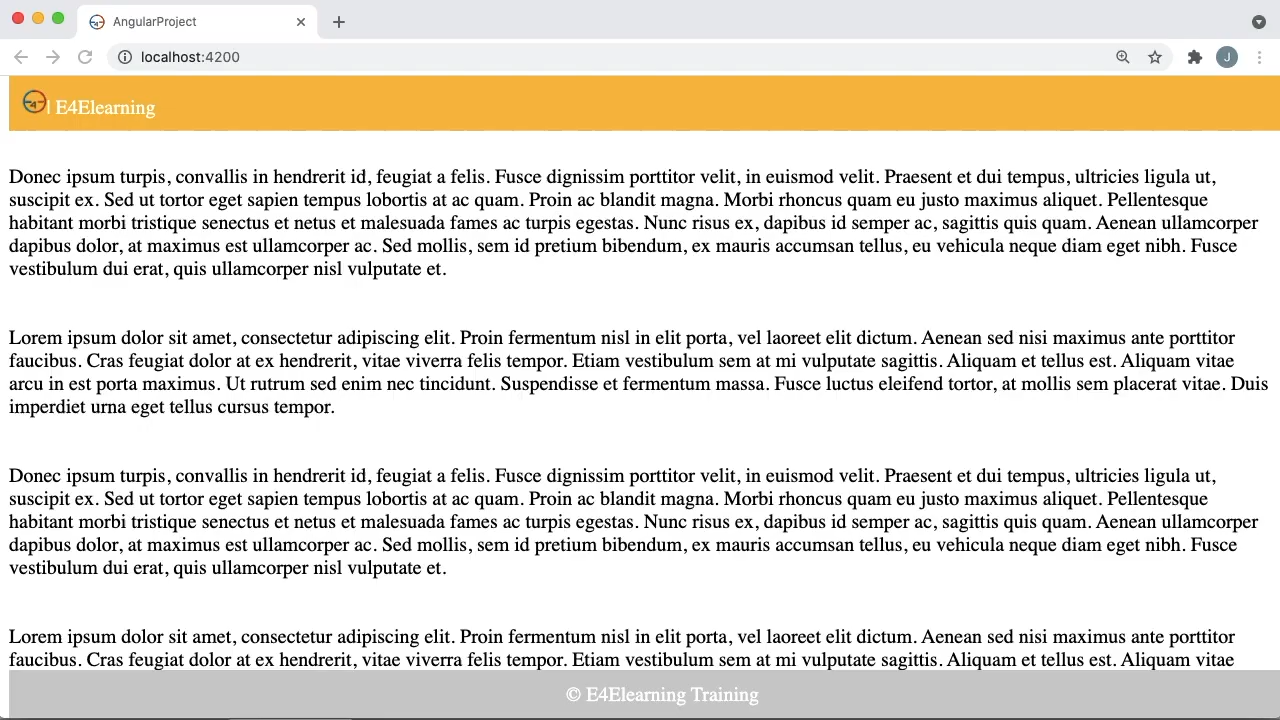 AngularProject
localhost:4200
J
| E4Elearning
Donec ipsum turpis, convallis in hendrerit id, feugiat a felis. Fusce dignissim porttitor velit, in euismod velit. Praesent et dui tempus, ultricies ligula ut,
suscipit ex. Sed ut tortor eget sapien tempus lobortis at ac quam. Proin ac blandit magna. Morbi rhoncus quam eu justo maximus aliquet. Pellentesque
habitant morbi tristique senectus et netus et malesuada fames ac turpis egestas. Nunc risus ex, dapibus id semper ac, sagittis quis quam. Aenean ullamcorper
dapibus dolor, at maximus est ullamcorper ac. Sed mollis, sem id pretium bibendum, ex mauris accumsan tellus, eu vehicula neque diam eget nibh. Fusce
vestibulum dui erat, quis ullamcorper nisl vulputate et.
Lorem ipsum dolor sit amet, consectetur adipiscing elit. Proin fermentum nisl in elit porta, vel laoreet elit dictum. Aenean sed nisi maximus ante porttitor
faucibus. Cras feugiat dolor at ex hendrerit, vitae viverra felis tempor. Etiam vestibulum sem at mi vulputate sagittis. Aliquam et tellus est. Aliquam vitae
arcu in est porta maximus. Ut rutrum sed enim nec tincidunt. Suspendisse et fermentum massa. Fusce luctus eleifend tortor, at mollis sem placerat vitae. Duis
imperdiet urna eget tellus cursus tempor.
Donec ipsum turpis, convallis in hendrerit id, feugiat a felis. Fusce dignissim porttitor velit, in euismod velit. Praesent et dui tempus, ultricies ligula ut,
suscipit ex. Sed ut tortor eget sapien tempus lobortis at ac quam. Proin ac blandit magna. Morbi rhoncus quam eu justo maximus aliquet. Pellentesque
habitant morbi tristique senectus et netus et malesuada fames ac turpis egestas. Nunc risus ex, dapibus id semper ac, sagittis quis quam. Aenean ullamcorper
dapibus dolor, at maximus est ullamcorper ac. Sed mollis, sem id pretium bibendum, ex mauris accumsan tellus, eu vehicula neque diam eget nibh. Fusce
vestibulum dui erat, quis ullamcorper nisl vulputate et.
Lorem ipsum dolor sit amet, consectetur adipiscing elit. Proin fermentum nisl in elit porta, vel laoreet elit dictum. Aenean sed nisi maximus ante porttitor
faucibus. Cras feugiat dolor at ex hendrerit, vitae viverra felis tempor. Etiam vestibulum sem at mi vulputate sagittis. Aliquam et tellus est. Aliquam vitae
© E4Elearning Training